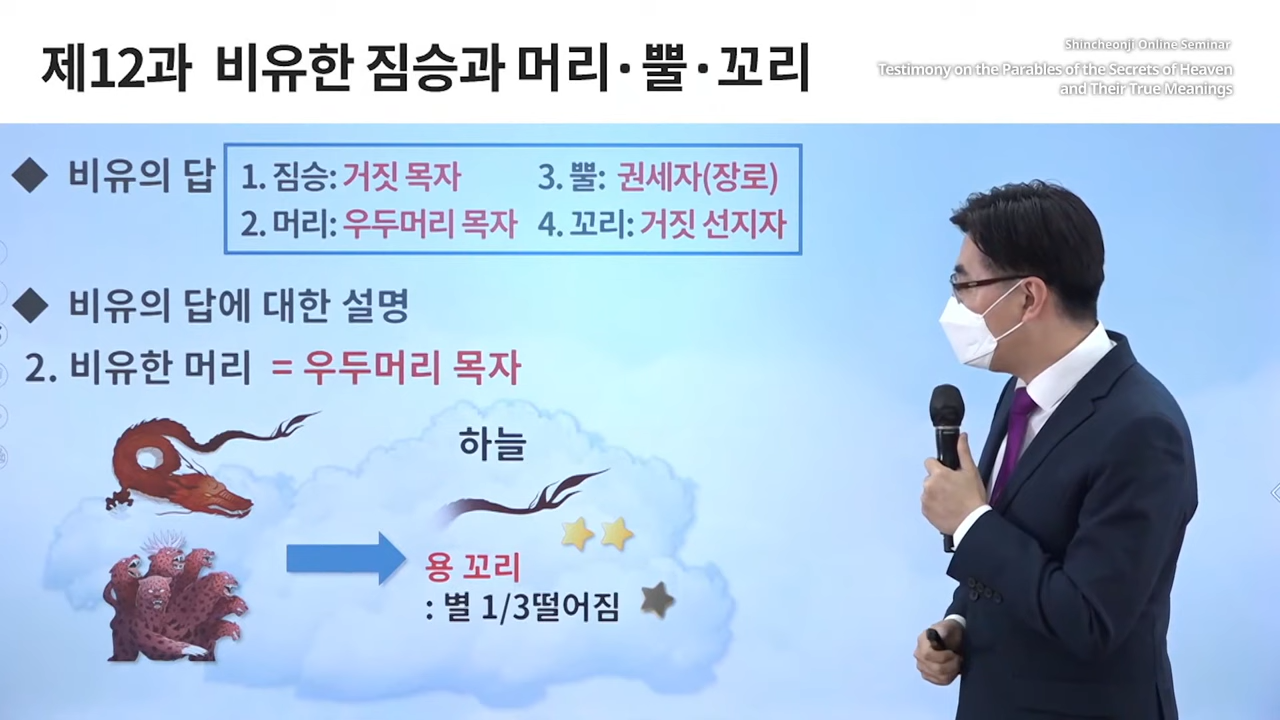 제12과 비유한 짐승과 머리·뿔·꼬리
Shincheonji Online Seminar
Testimony on the Parables of the Secrets of Heaven
and Their True Meanings
◆ 비유의 답
1. 짐승: 거짓 목자
3. 뿔: 권세자(장로)
2. 머리: 우두머리 목자
4. 꼬리: 거짓 선지자
◆ 비유의 답에 대한 설명
2. 비유한 머리 = 우두머리 목자
하늘
용 꼬리
: 별 1/3떨어짐